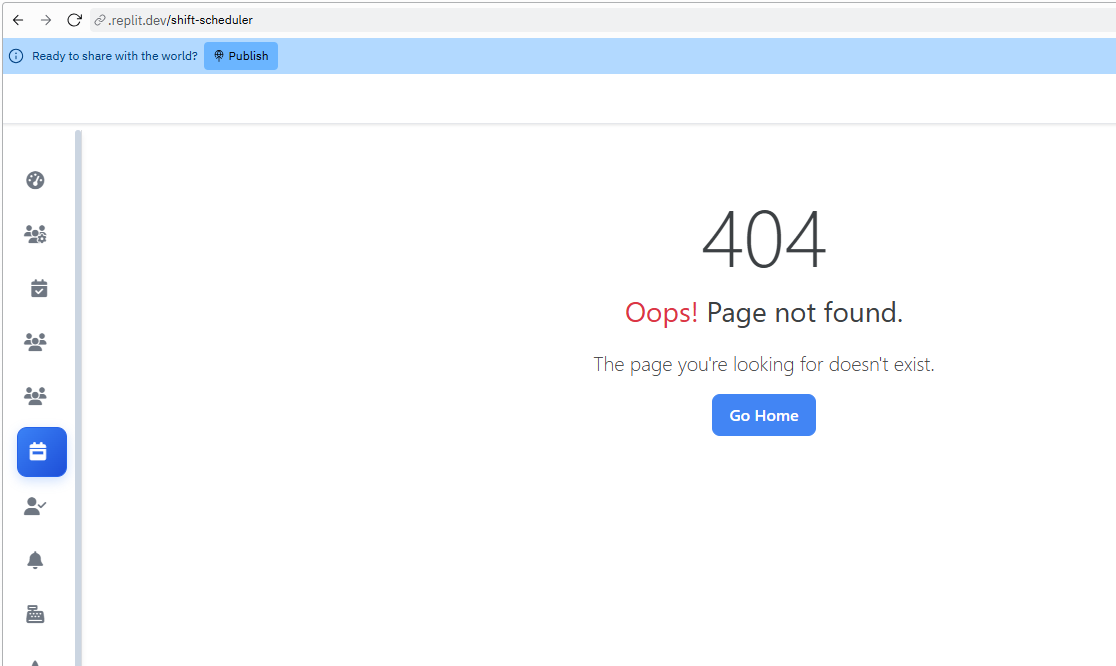 .replit.dev/shift-scheduler
Ready to share with the world? Publish
404
Oops! Page not found.
The page you're looking for doesn't exist.
Go Home